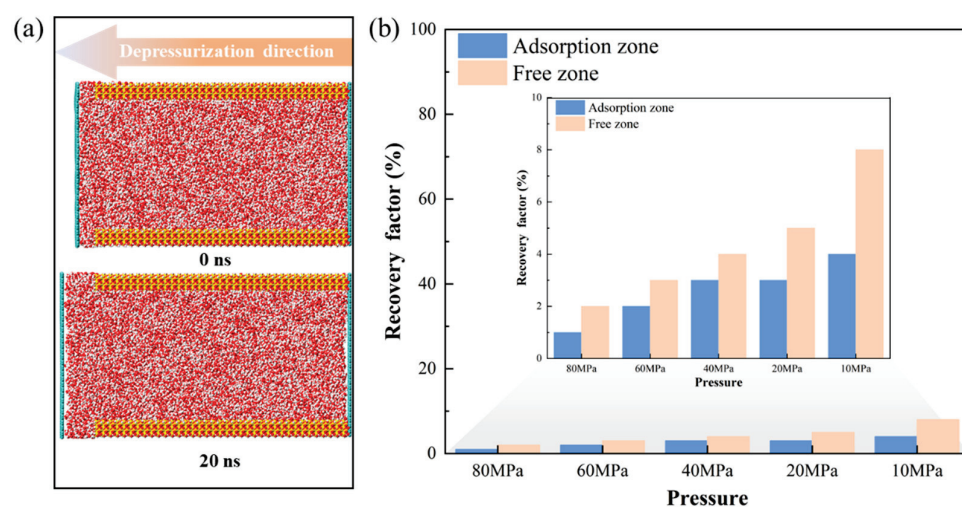 (a)
Depressurization direction
0 ns
20 ns
(b)
Adsorption zone
Free zone
Recovery factor (%)
100
80
60
40
20
0
80MPa
60MPa
40MPa
20MPa
10MPa
Pressure
Adsorption zone
Free zone
Recovery factor (%)
10
8
6
4
2
0
80MPa
60MPa
40MPa
20MPa
10MPa
Pressure